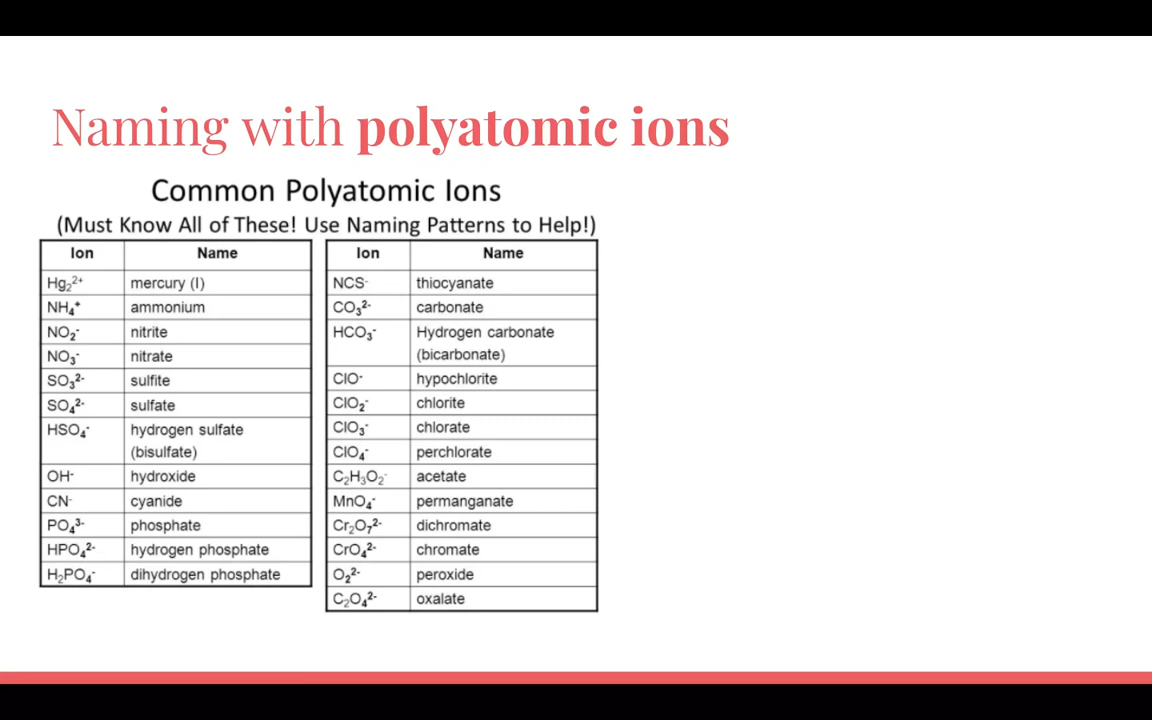 Naming with polyatomic ions
Common Polyatomic Ions
(Must Know All of These! Use Naming Patterns to Help!)
Ion Name
Hg₂²⁺ mercury (I)
NH₄⁺ ammonium
NO₂⁻ nitrite
NO₃⁻ nitrate
SO₃²⁻ sulfite
SO₄²⁻ sulfate
HSO₄⁻ hydrogen sulfate
(bisulfate)
OH⁻ hydroxide
CN⁻ cyanide
PO₄³⁻ phosphate
HPO₄²⁻ hydrogen phosphate
H₂PO₄⁻ dihydrogen phosphate
Ion Name
NCS⁻ thiocyanate
CO₃²⁻ carbonate
HCO₃⁻ Hydrogen carbonate
(bicarbonate)
ClO⁻ hypochlorite
ClO₂⁻ chlorite
ClO₃⁻ chlorate
ClO₄⁻ perchlorate
C₂H₃O₂⁻ acetate
MnO₄⁻ permanganate
Cr₂O₇²⁻ dichromate
CrO₄²⁻ chromate
O₂²⁻ peroxide
C₂O₄²⁻ oxalate